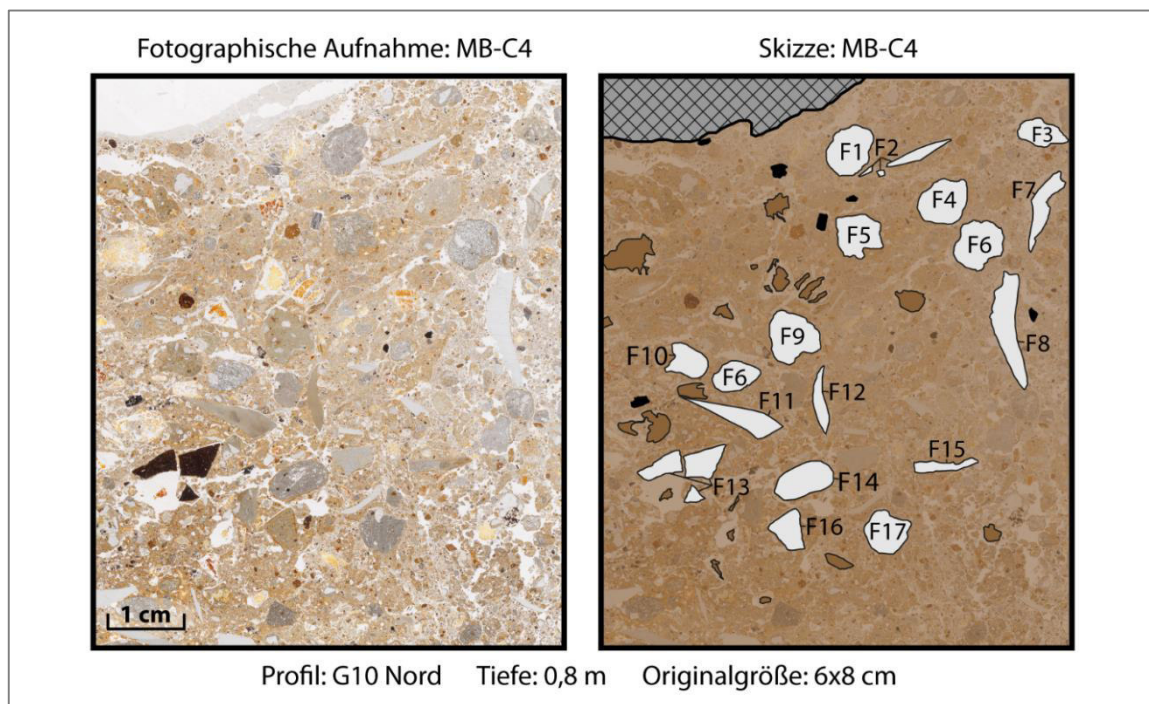 Fotographische Aufnahme: MB-C4
Skizze: MB-C4
F1
F2
F3
F4
F5
F6
F7
F8
F9
F10
F6
F11
F12
F13
F14
F15
F16
F17
1 cm
Profil: G10 Nord Tiefe: 0,8 m Originalgröße: 6x8 cm